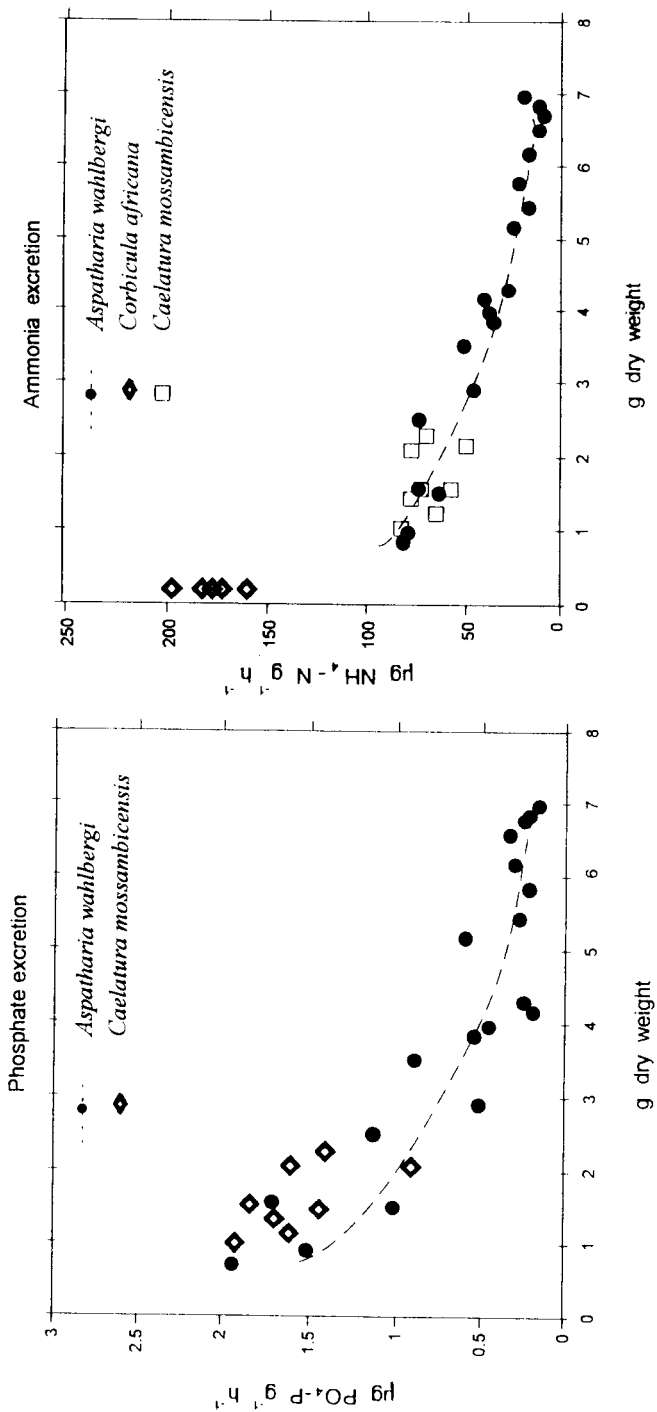 Phosphate excretion
Aspatharia wahlbergi
Caelatura mossambicensis
µg PO₄-P g⁻¹ h⁻¹
3
2.5
2
1.5
1
0.5
0
0 1 2 3 4 5 6 7 8
g dry weight
Ammonia excretion
Aspatharia wahlbergi
Corbicula africana
Caelatura mossambicensis
µg NH₄-N g⁻¹ h⁻¹
250
200
150
100
50
0
0 1 2 3 4 5 6 7 8
g dry weight